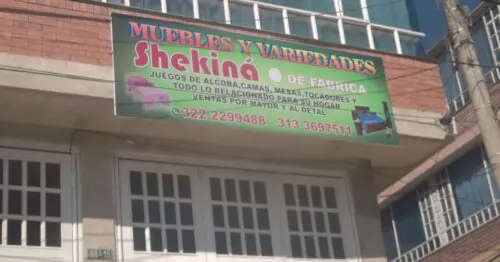 MUEBLES Y VARIEDADES
Shekiná DE FABRICA
JUEGOS DE ALCOBA,CAMAS, MESAS,TOCADORES Y
TODO LO RELACIONADO PARA SU HOGAR
VENTAS POR MAYOR Y AL DETAL
322 2299488-- 313 3697511